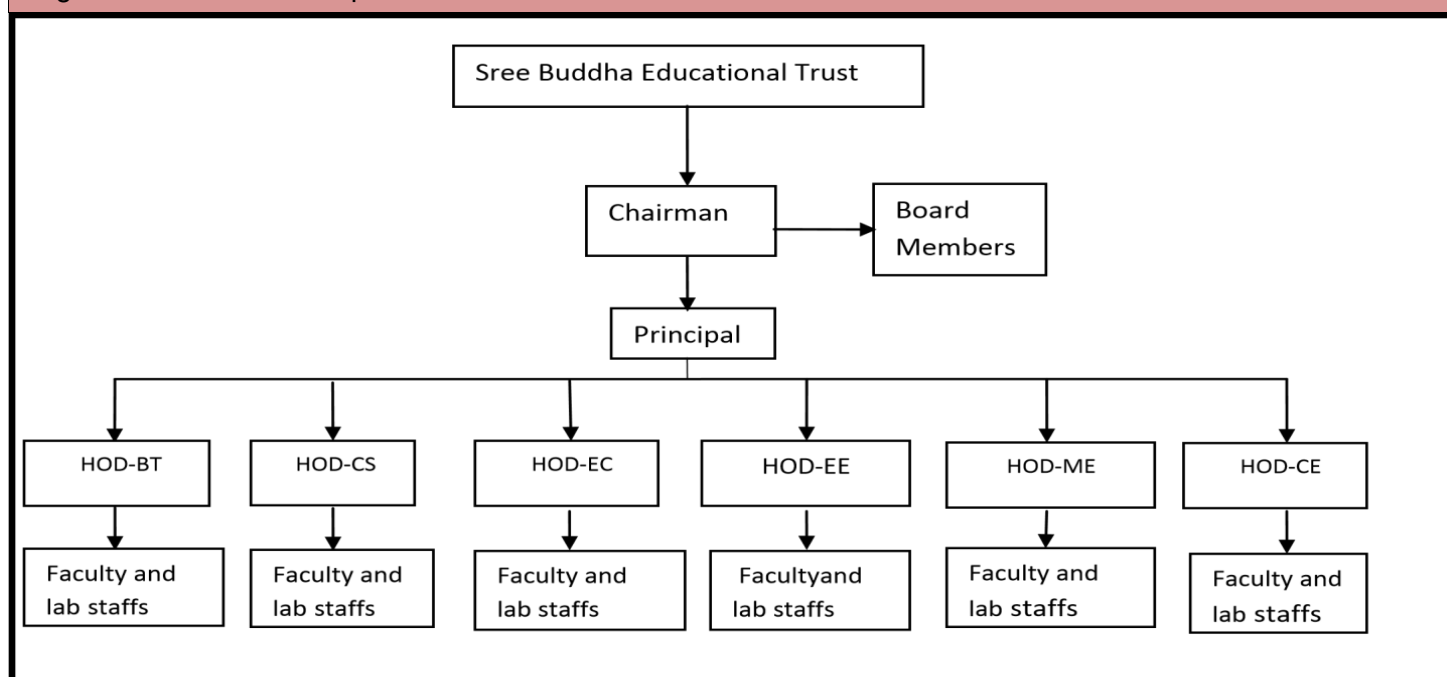 Sree Buddha Educational Trust
Chairman
Board
Members
Principal
HOD-BT
HOD-CS
HOD-EC
HOD-EE
HOD-ME
HOD-CE
Faculty and
lab staffs
Faculty and
lab staffs
Faculty and
lab staffs
Facultyand
lab staffs
Faculty and
lab staffs
Faculty and
lab staffs